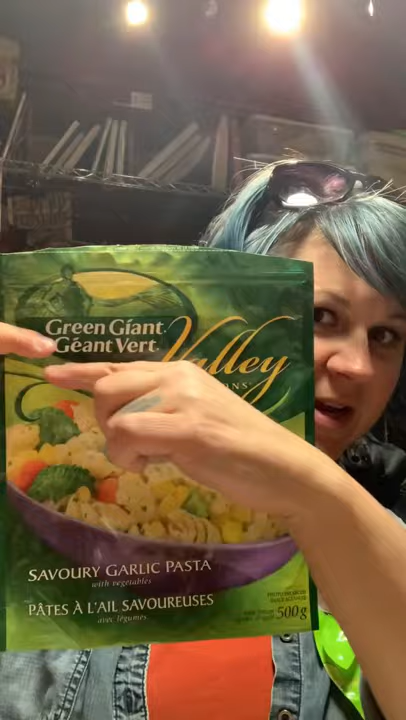 Green Giant
Géant Vert
Valley
SAVOURY GARLIC PASTA
with vegetables
PÂTES À L'AIL SAVOUREUSES
avec légumes
500g